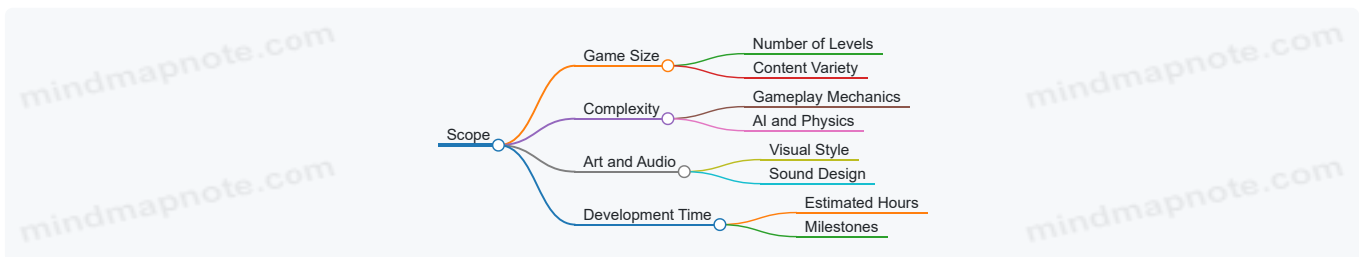 mindmapnote.com
mindmapnote.com
Number of Levels
Game Size
Content Variety
Gameplay Mechanics
Complexity
AI and Physics
Scope
Visual Style
Art and Audio
Sound Design
mindmapnote.com
mindmapnote.com
Estimated Hours
Development Time
Milestones